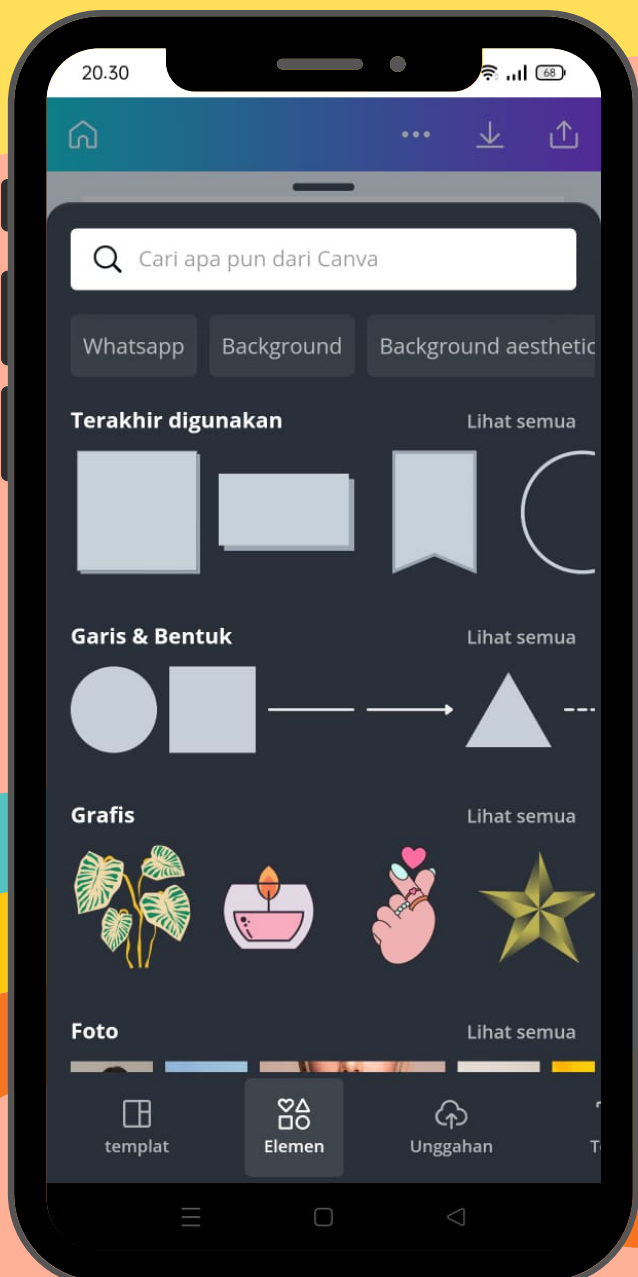 20.30
68
Cari apa pun dari Canva
Whatsapp Background Background aesthetic
Terakhir digunakan Lihat semua
Garis & Bentuk Lihat semua
Grafis Lihat semua
Foto Lihat semua
templat Elemen Unggahan